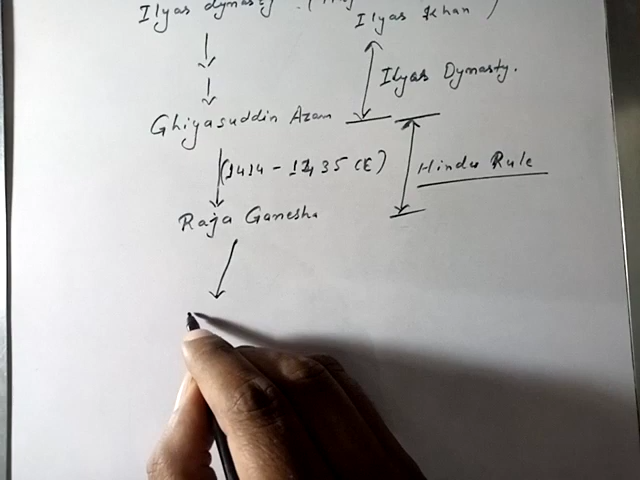 Ilyas dynasty
Ilyas Khan )
Ilyas Dynasty.
Ghiyasuddin Azam
(1414 - 1435 CE)
Hindu Rule
Raja Ganesha